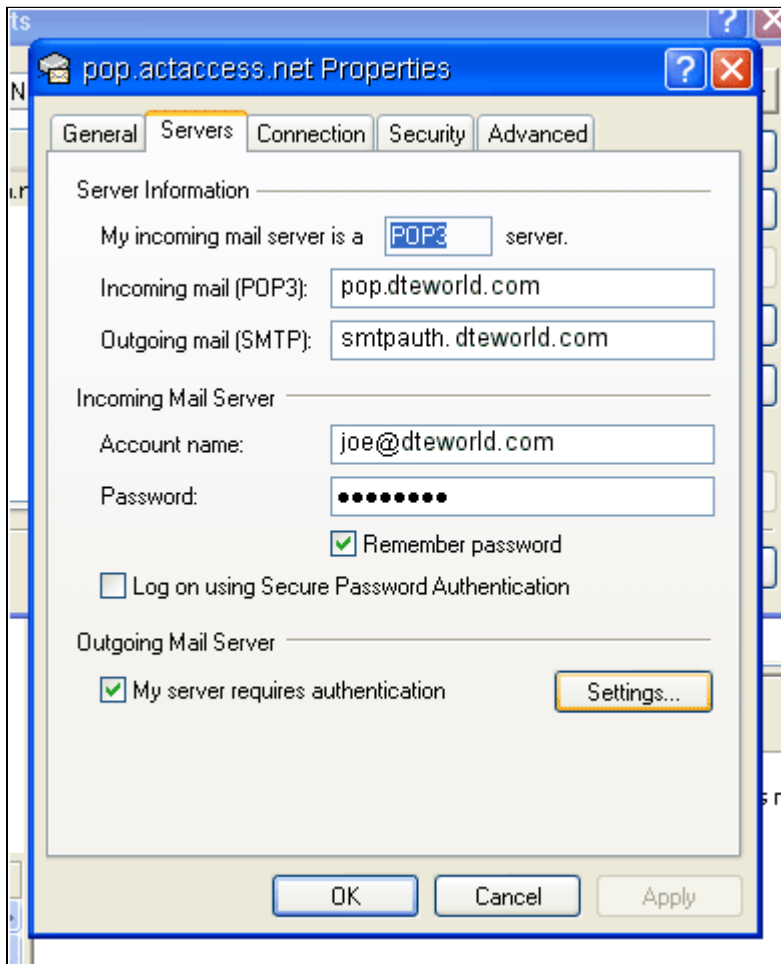 ts
pop.actaccess.net Properties
N
General Servers Connection Security Advanced
Server Information
My incoming mail server is a POP3 server.
Incoming mail (POP3): pop.dteworld.com
Outgoing mail (SMTP): smtpauth. dteworld.com
Incoming Mail Server
Account name: joe@dteworld.com
Password: ••••••••
Remember password
Log on using Secure Password Authentication
Outgoing Mail Server
My server requires authentication Settings...
OK Cancel Apply